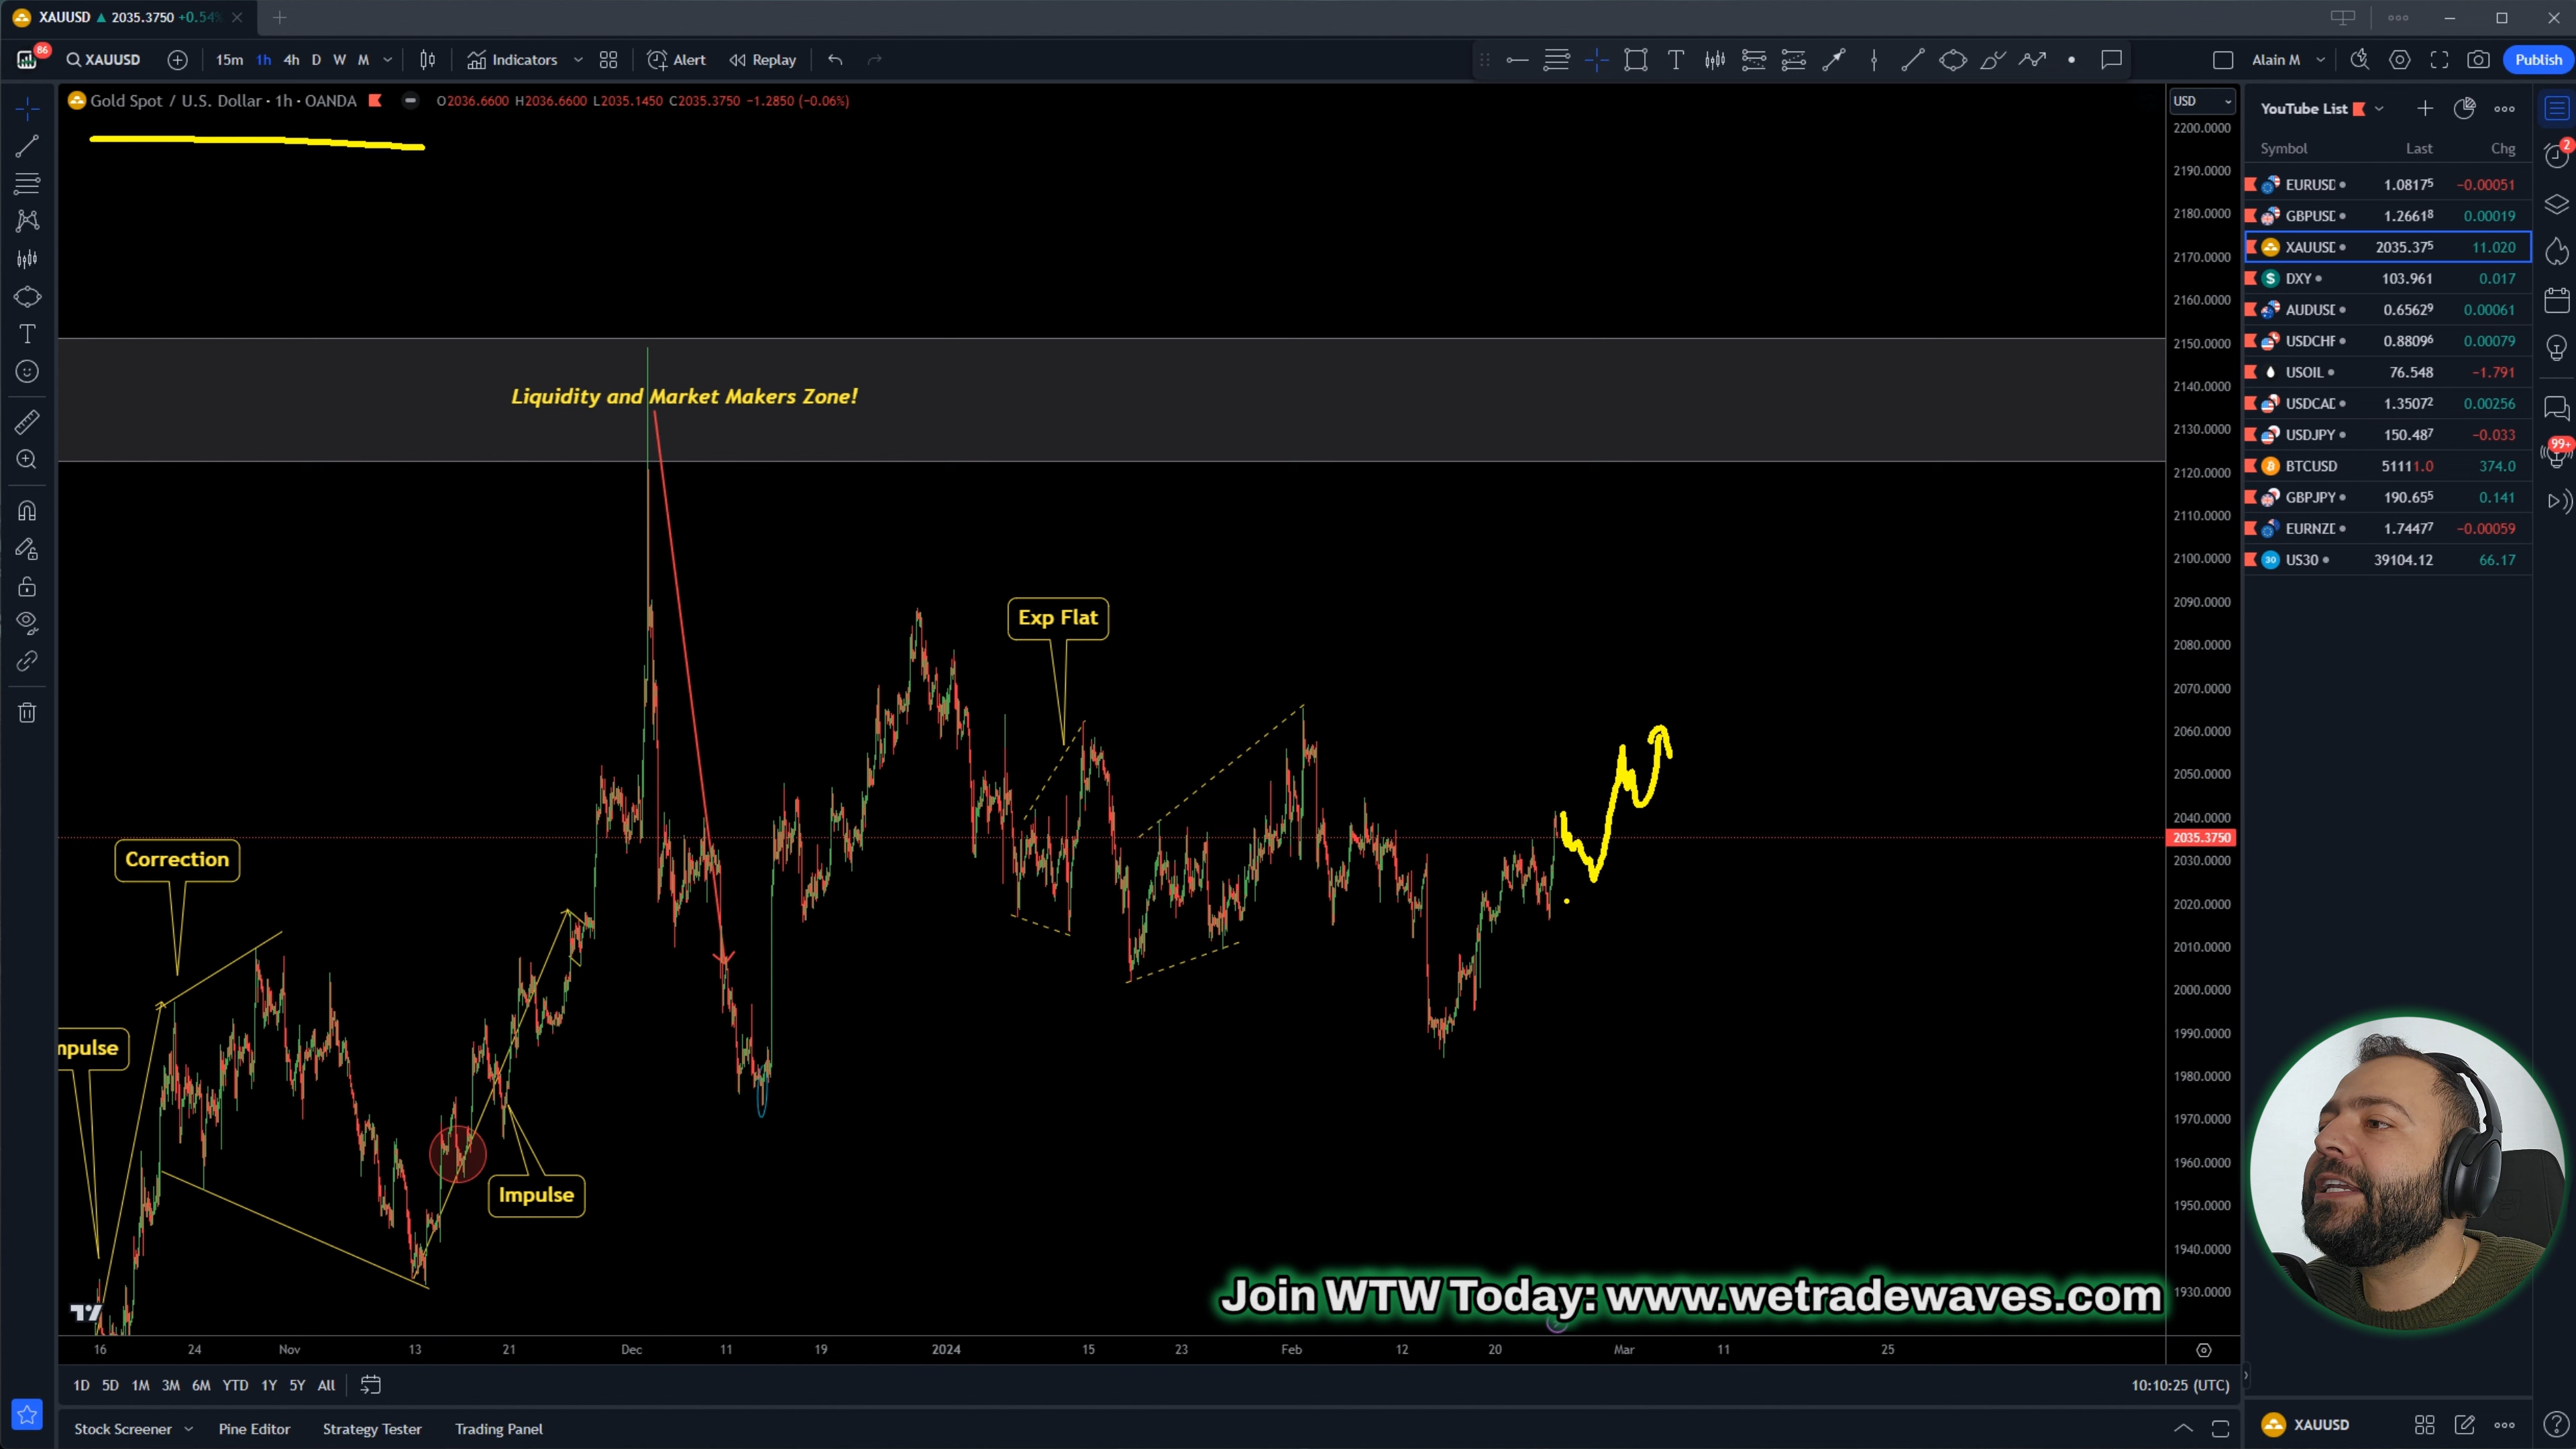 XAUUSD ▲ 2035.3750 +0.54%
86
XAUUSD
15m 1h 4h D W M
Indicators
Alert
Replay
Alain M
Publish
Gold Spot / U.S. Dollar · 1h · OANDA
O2036.6600 H2036.6600 L2035.1450 C2035.3750 −1.2850 (−0.06%)
USD
2200.0000
2190.0000
2180.0000
2170.0000
2160.0000
2150.0000
2140.0000
2130.0000
2120.0000
2110.0000
2100.0000
2090.0000
2080.0000
2070.0000
2060.0000
2050.0000
2040.0000
2035.3750
2030.0000
2020.0000
2010.0000
2000.0000
1990.0000
1980.0000
1970.0000
1960.0000
1950.0000
1940.0000
1930.0000
Liquidity and Market Makers Zone!
Exp Flat
Correction
mpulse
Impulse
Join WTW Today: www.wetradewaves.com
16 24 Nov 13 21 Dec 11 19 2024 15 23 Feb 12 20 Mar 11 25
1D 5D 1M 3M 6M YTD 1Y 5Y All
10:10:25 (UTC)
Stock Screener
Pine Editor
Strategy Tester
Trading Panel
YouTube List
Symbol Last Chg
EURUSD 1.08175 −0.00051
GBPUSD 1.26618 0.00019
XAUUSD 2035.375 11.020
DXY 103.961 0.017
AUDUSD 0.65629 0.00061
USDCHF 0.88096 0.00079
USOIL 76.548 −1.791
USDCAD 1.35072 0.00256
USDJPY 150.487 −0.033
BTCUSD 51111.0 374.0
GBPJPY 190.655 0.141
EURNZD 1.74477 −0.00059
30 US30 39104.12 66.17
2
99+
XAUUSD